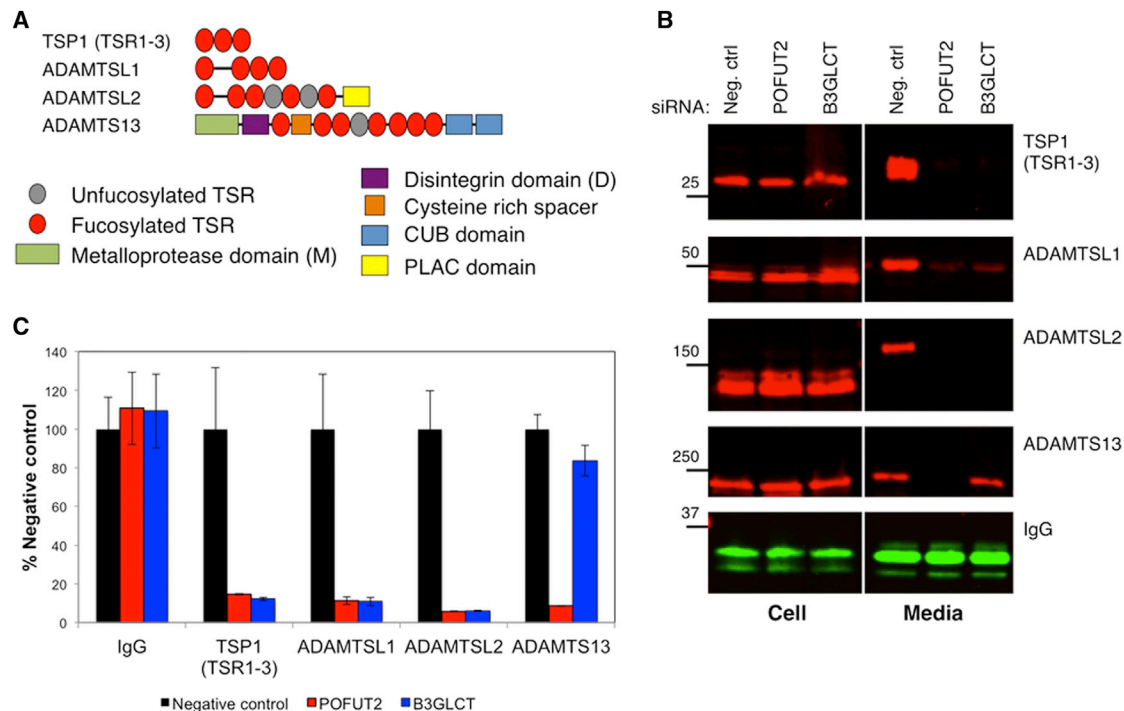 A
TSP1 (TSR1-3)
ADAMTSL1
ADAMTSL2
ADAMTS13
Unfucosylated TSR
Fucosylated TSR
Metalloprotease domain (M)
Disintegrin domain (D)
Cysteine rich spacer
CUB domain
PLAC domain
B
siRNA:
Neg. ctrl
POFUT2
B3GLCT
Neg. ctrl
POFUT2
B3GLCT
25
TSP1
(TSR1-3)
50
ADAMTSL1
150
ADAMTSL2
250
ADAMTS13
37
IgG
Cell
Media
C
% Negative control
140
120
100
80
60
40
20
0
IgG
TSP1
(TSR1-3)
ADAMTSL1
ADAMTSL2
ADAMTS13
Negative control
POFUT2
B3GLCT